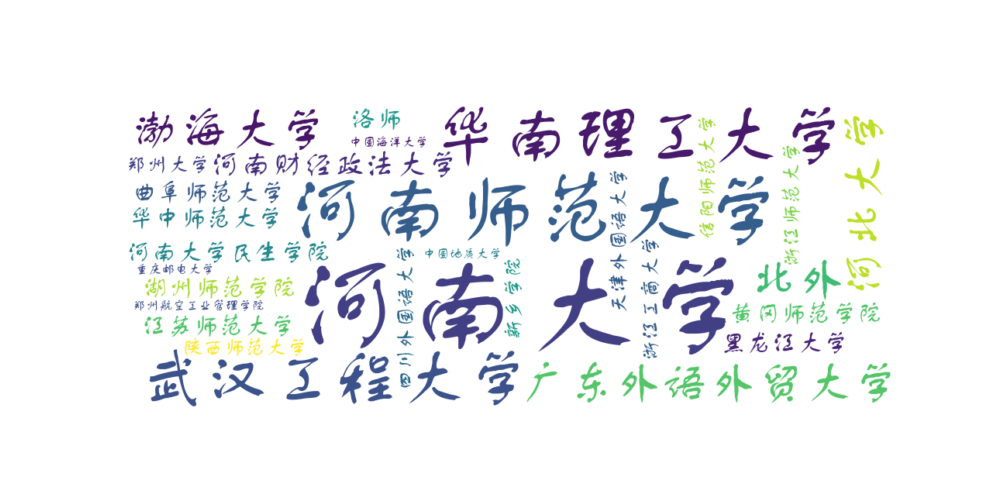 渤海大学
洛师
中国海洋大学
华南理工大学
郑州大学
河南财经政法大学
曲阜师范大学
华中师范大学
河南师范大学
信阳师范大学
浙江师范大学
河北大学
河南大学民生学院
中国地质大学
重庆邮电大学
湖州师范学院
郑州航空工业管理学院
江苏师范大学
陕西师范大学
河南大学
四川外国语大学
新乡学院
天津外国语大学
浙江工商大学
北外
黄冈师范学院
黑龙江大学
武汉工程大学
广东外语外贸大学